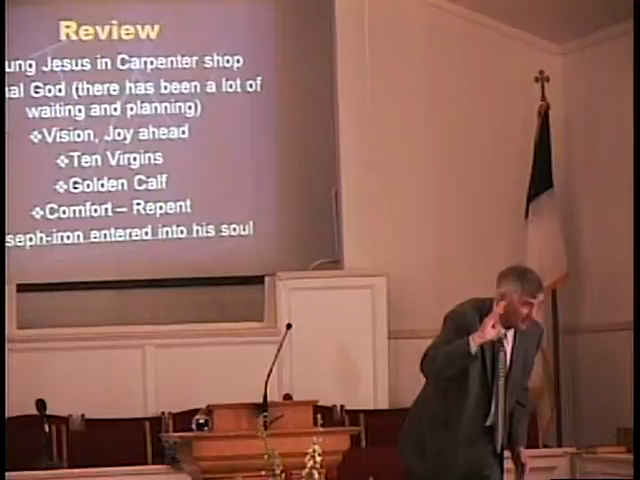 Review
ung Jesus in Carpenter shop
al God (there has been a lot of
waiting and planning)
❖Vision, Joy ahead
❖Ten Virgins
❖Golden Calf
❖Comfort – Repent
seph-iron entered into his soul